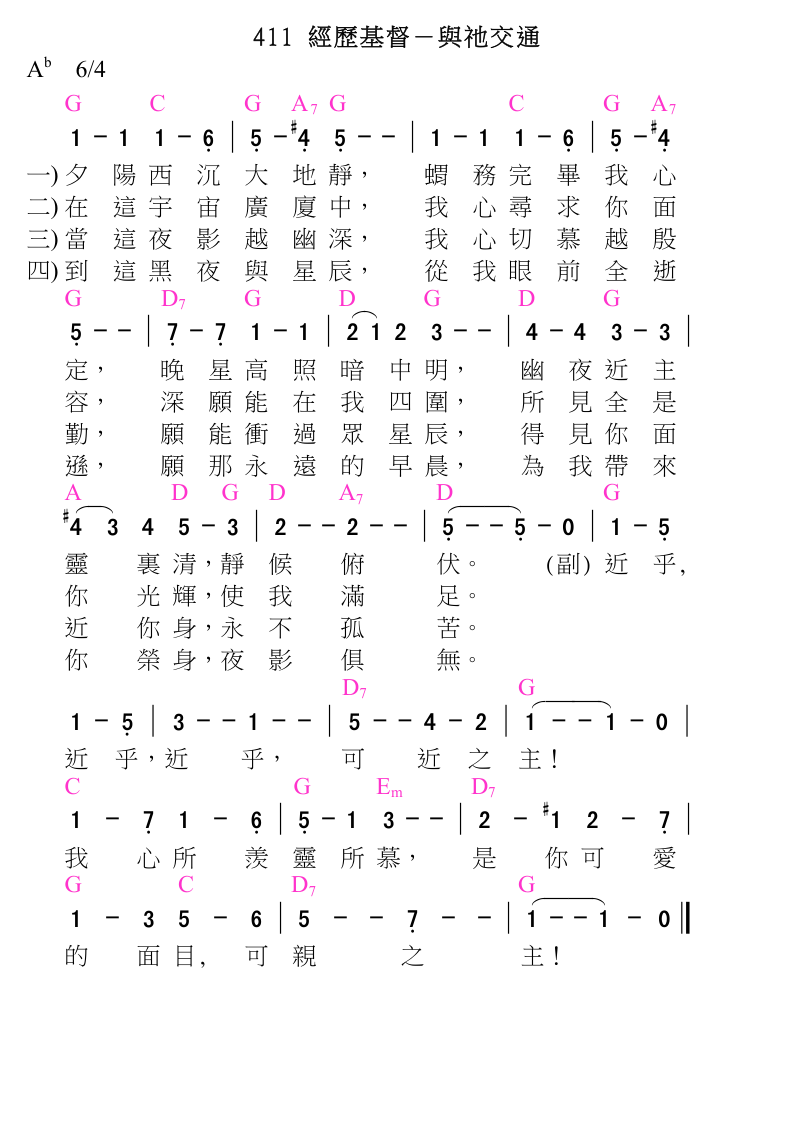 411 經歷基督－與祂交通
Ab 6/4
G C G A7 G C G A7
1 - 1 1 - 6 | 5 - #4 5 - - | 1 - 1 1 - 6 | 5 - #4
一) 夕 陽 西 沉 大 地 靜， 蝟 務 完 畢 我 心
二) 在 這 宇 宙 廣 廈 中， 我 心 尋 求 你 面
三) 當 這 夜 影 越 幽 深， 我 心 切 慕 越 殷
四) 到 這 黑 夜 與 星 辰， 從 我 眼 前 全 逝
G D7 G D G D G
5 - - | 7 - 7 1 - 1 | 2 1 2 3 - - | 4 - 4 3 - 3 |
定， 晚 星 高 照 暗 中 明， 幽 夜 近 主
容， 深 願 能 在 我 四 圍， 所 見 全 是
勤， 願 能 衝 過 眾 星 辰， 得 見 你 面
遜， 願 那 永 遠 的 早 晨， 為 我 帶 來
A D G D A7 D G
#4 3 4 5 - 3 | 2 - - 2 - - | 5 - - 5 - 0 | 1 - 5
靈 裏 清，靜 候 俯 伏。 (副) 近 乎,
你 光 輝，使 我 滿 足。
近 你 身，永 不 孤 苦。
你 榮 身，夜 影 俱 無。
D7 G
1 - 5 | 3 - - 1 - - | 5 - - 4 - 2 | 1 - - 1 - 0 |
近 乎，近 乎， 可 近 之 主！
C G Em D7
1 - 7 1 - 6 | 5 - 1 3 - - | 2 - #1 2 - 7 |
我 心 所 羨 靈 所 慕， 是 你 可 愛
G C D7 G
1 - 3 5 - 6 | 5 - - 7 - - | 1 - - 1 - 0 ‖
的 面 目, 可 親 之 主！